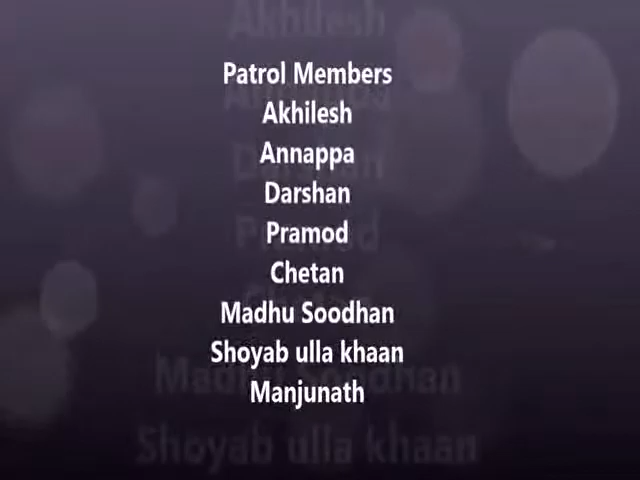 Patrol Members
Akhilesh
Annappa
Darshan
Pramod
Chetan
Madhu Soodhan
Shoyab ulla khaan
Manjunath